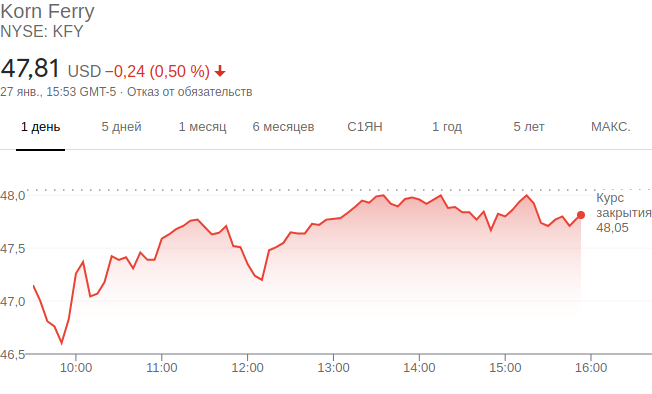 Korn Ferry
NYSE: KFY
47,81 USD −0,24 (0,50 %)
27 янв., 15:53 GMT-5 · Отказ от обязательств
1 день 5 дней 1 месяц 6 месяцев С1ЯН 1 год 5 лет МАКС.
48,0
Курс
закрытия
48,05
47,5
47,0
46,5
10:00 11:00 12:00 13:00 14:00 15:00 16:00